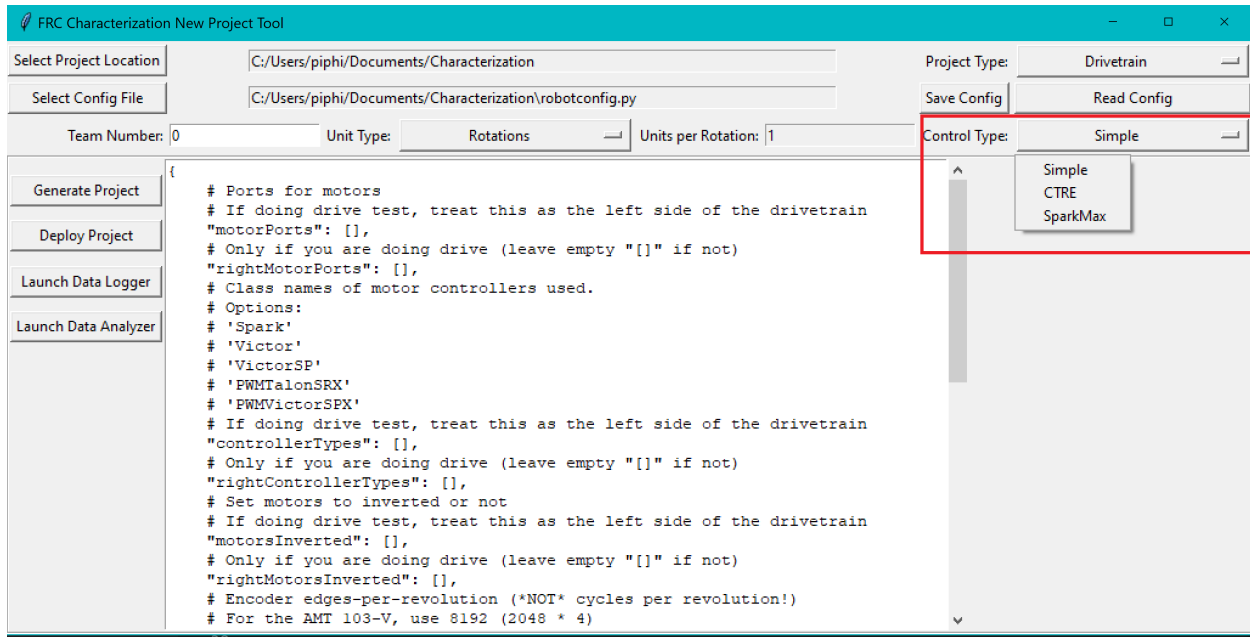 FRC Characterization New Project Tool
Select Project Location C:/Users/piphi/Documents/Characterization Project Type: Drivetrain
Select Config File C:/Users/piphi/Documents/Characterization\robotconfig.py Save Config Read Config
Team Number: 0 Unit Type: Rotations Units per Rotation: 1 Control Type: Simple
Simple
CTRE
SparkMax
Generate Project
Deploy Project
Launch Data Logger
Launch Data Analyzer
{
# Ports for motors
# If doing drive test, treat this as the left side of the drivetrain
"motorPorts": [],
# Only if you are doing drive (leave empty "[]" if not)
"rightMotorPorts": [],
# Class names of motor controllers used.
# Options:
# 'Spark'
# 'Victor'
# 'VictorSP'
# 'PWMTalonSRX'
# 'PWMVictorSPX'
# If doing drive test, treat this as the left side of the drivetrain
"controllerTypes": [],
# Only if you are doing drive (leave empty "[]" if not)
"rightControllerTypes": [],
# Set motors to inverted or not
# If doing drive test, treat this as the left side of the drivetrain
"motorsInverted": [],
# Only if you are doing drive (leave empty "[]" if not)
"rightMotorsInverted": [],
# Encoder edges-per-revolution (*NOT* cycles per revolution!)
# For the AMT 103-V, use 8192 (2048 * 4)